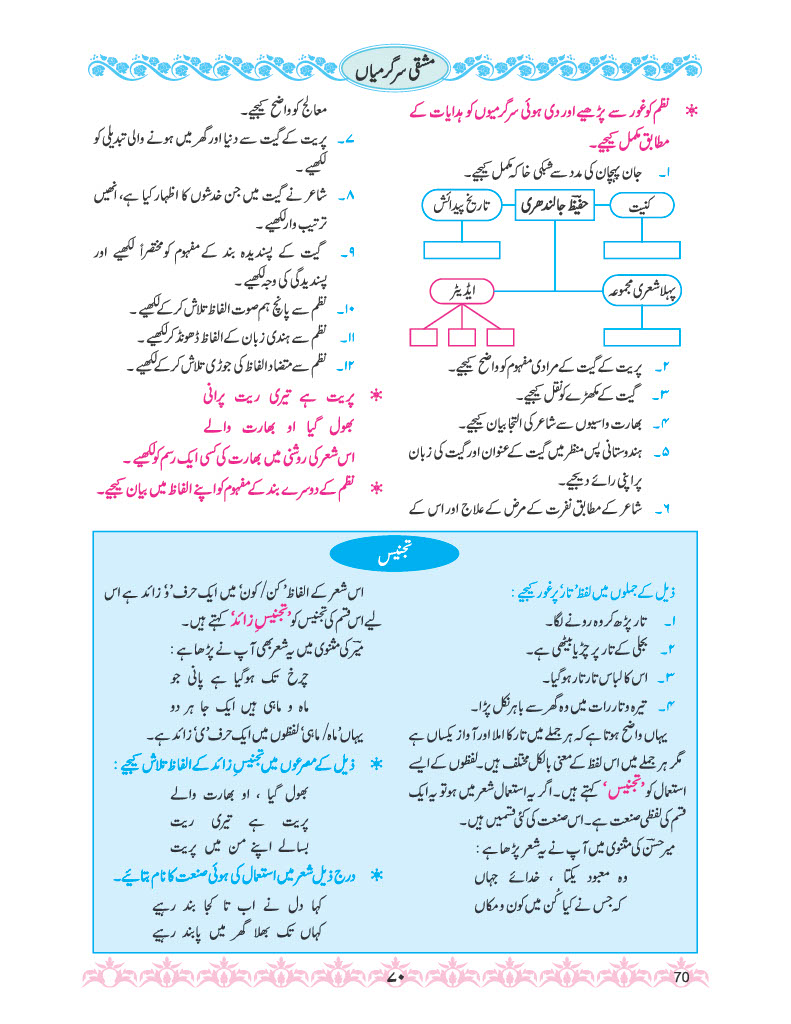 مشقی سرگرمیاں
* نظم کو غور سے پڑھیے اور دی ہوئی سرگرمیوں کو ہدایات کے
مطابق مکمل کیجیے۔
۱۔ جان پہچان کی مدد سے شبکی خاکہ مکمل کیجیے۔
کنیت
حفیظؔ جالندھری
تاریخ پیدائش
پہلا شعری مجموعہ
ایڈیٹر
۲۔ پریت کے گیت کے مرادی مفہوم کو واضح کیجیے۔
۳۔ گیت کے مکھڑے کو نقل کیجیے۔
۴۔ بھارت واسیوں سے شاعر کی التجا بیان کیجیے۔
۵۔ ہندوستانی پس منظر میں گیت کے عنوان اور گیت کی زبان
پر اپنی رائے دیجیے۔
۶۔ شاعر کے مطابق نفرت کے مرض کے علاج اور اس کے
معالج کو واضح کیجیے۔
۷۔ پریت کے گیت سے دنیا اور گھر میں ہونے والی تبدیلی کو
لکھیے۔
۸۔ شاعر نے گیت میں جن خدشوں کا اظہار کیا ہے، انھیں
ترتیب وار لکھیے۔
۹۔ گیت کے پسندیدہ بند کے مفہوم کو مختصراً لکھیے اور
پسندیدگی کی وجہ لکھیے۔
۱۰۔ نظم سے پانچ ہم صوت الفاظ تلاش کر کے لکھیے۔
۱۱۔ نظم سے ہندی زبان کے الفاظ ڈھونڈ کر لکھیے۔
۱۲۔ نظم سے متضاد الفاظ کی جوڑی تلاش کر کے لکھیے۔
* پریت ہے تیری ریت پرانی
بھول گیا او بھارت والے
اس شعر کی روشنی میں بھارت کی کسی ایک رسم کو لکھیے۔
* نظم کے دوسرے بند کے مفہوم کو اپنے الفاظ میں بیان کیجیے۔
تجنیس
ذیل کے جملوں میں لفظ 'تار' پر غور کیجیے :
۱۔ تار پڑھ کر وہ رونے لگا۔
۲۔ بجلی کے تار پر چڑیا بیٹھی ہے۔
۳۔ اس کا لباس تار تار ہوگیا۔
۴۔ تیرہ و تار رات میں وہ گھر سے باہر نکل پڑا۔
یہاں واضح ہوتا ہے کہ ہر جملے میں تار کا املا اور آواز یکساں ہے
مگر ہر جملے میں اس لفظ کے معنی بالکل مختلف ہیں۔ لفظوں کے ایسے
استعمال کو 'تجنیس' کہتے ہیں۔ اگر یہ استعمال شعر میں ہو تو یہ ایک
قسم کی لفظی صنعت ہے۔ اس صنعت کی کئی قسمیں ہیں۔
میر حسنؔ کی مثنوی میں آپ نے یہ شعر پڑھا ہے :
وہ معبود یکتا ، خدائے جہاں
کہ جس نے کیا کُن میں کون و مکاں
اس شعر کے الفاظ 'کن/کون' میں ایک حرف 'و' زائد ہے اس
لیے اس قسم کی تجنیس کو 'تجنیسِ زائد' کہتے ہیں۔
میرؔ کی مثنوی میں یہ شعر بھی آپ نے پڑھا ہے :
چرخ تک ہوگیا ہے پانی جو
ماہ و ماہی ہیں ایک جا ہر دو
یہاں 'ماہ/ماہی' لفظوں میں ایک حرف 'ی' زائد ہے۔
* ذیل کے مصرعوں میں تجنیسِ زائد کے الفاظ تلاش کیجیے :
بھول گیا ، او بھارت والے
پریت ہے تیری ریت
بسالے اپنے من میں پریت
* درج ذیل شعر میں استعمال کی ہوئی صنعت کا نام بتائیے۔
کہا دل نے اب تا کجا بند رہیے
کہاں تک بھلا گھر میں پابند رہیے
۷۰
70